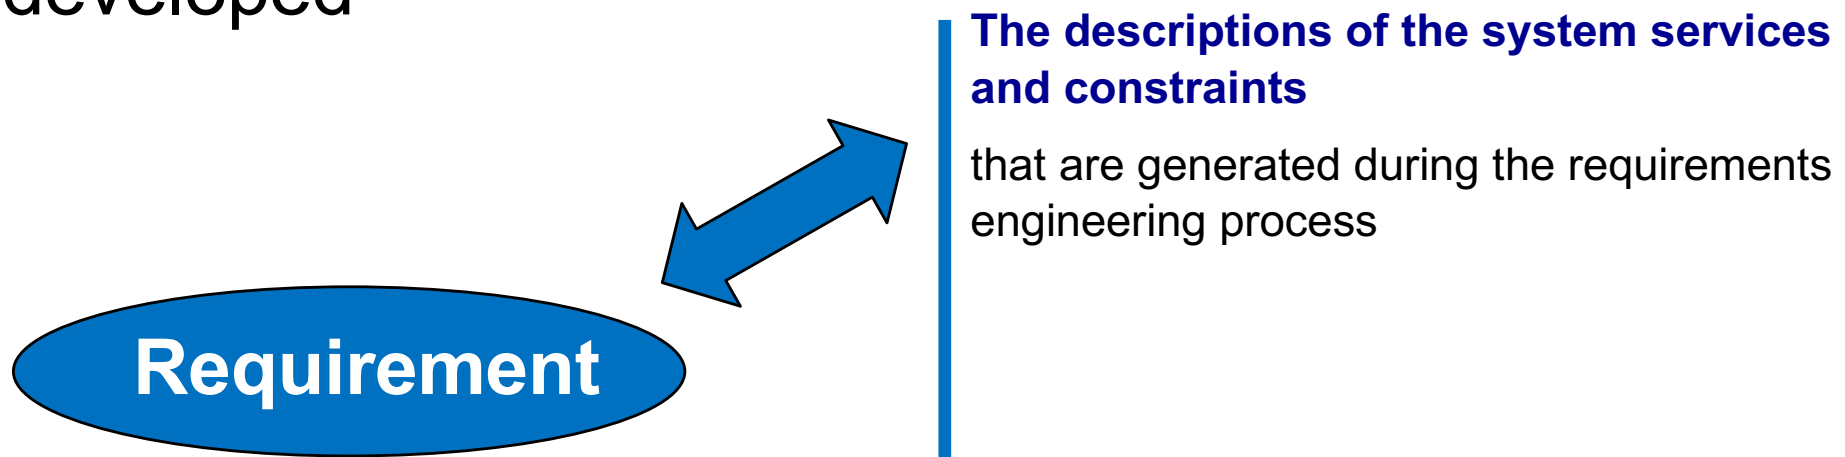 developed
The descriptions of the system services
and constraints
that are generated during the requirements
engineering process
Requirement